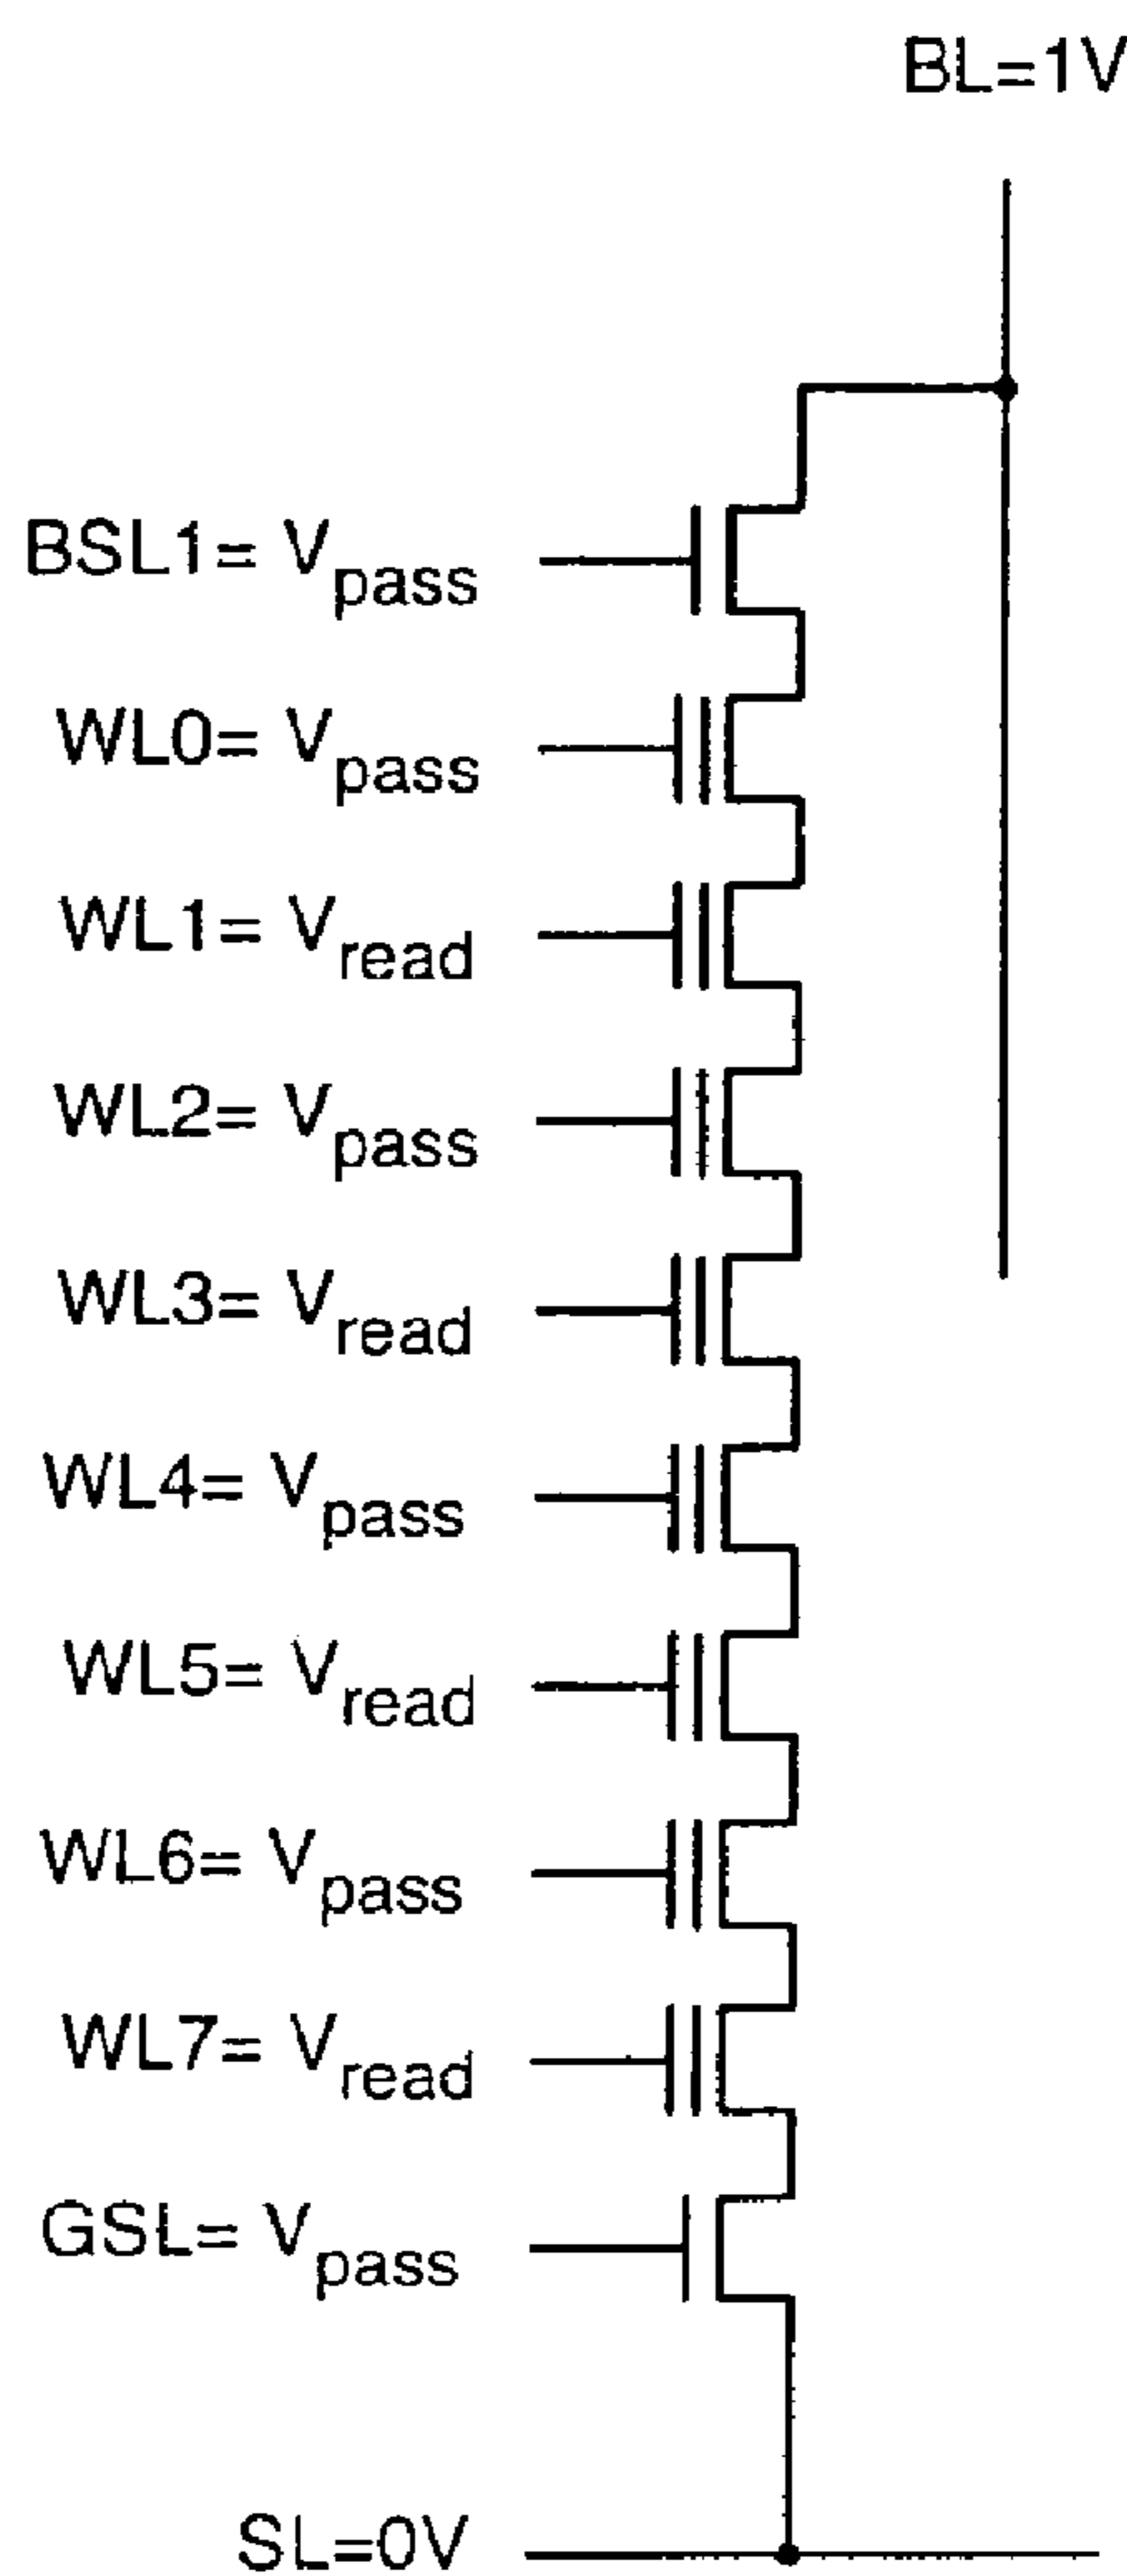 BL=1V
BSL1= Vpass
WL0= Vpass
WL1= Vread
WL2= Vpass
WL3= Vread
WL4= Vpass
WL5= Vread
WL6= Vpass
WL7= Vread
GSL= Vpass
SL=0V